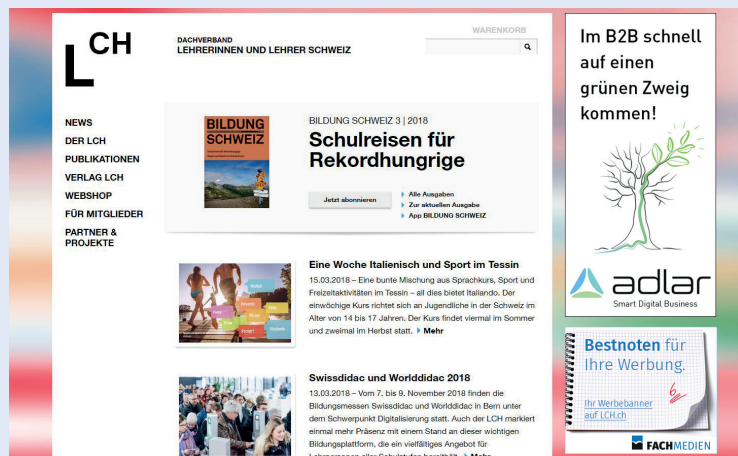 LCH
DACHVERBAND
LEHRERINNEN UND LEHRER SCHWEIZ
WARENKORB
NEWS
DER LCH
PUBLIKATIONEN
VERLAG LCH
WEBSHOP
FÜR MITGLIEDER
PARTNER &
PROJEKTE
BILDUNG
SCHWEIZ
BILDUNG SCHWEIZ 3 | 2018
Schulreisen für
Rekordhungrige
Jetzt abonnieren
Alle Ausgaben
Zur aktuellen Ausgabe
App BILDUNG SCHWEIZ
Eine Woche Italienisch und Sport im Tessin
15.03.2018 – Eine bunte Mischung aus Sprachkurs, Sport und
Freizeitaktivitäten im Tessin – all dies bietet Italiando. Der
einwöchige Kurs richtet sich an Jugendliche in der Schweiz im
Alter von 14 bis 17 Jahren. Der Kurs findet viermal im Sommer
und zweimal im Herbst statt. Mehr
Swissdidac und Worlddidac 2018
13.03.2018 – Vom 7. bis 9. November 2018 finden die
Bildungsmessen Swissdidac und Worlddidac in Bern unter
dem Schwerpunkt Digitalisierung statt. Auch der LCH markiert
einmal mehr Präsenz mit einem Stand an dieser wichtigen
Bildungsplattform, die ein vielfältiges Angebot für
Im B2B schnell
auf einen
grünen Zweig
kommen!
adlar
Smart Digital Business
Bestnoten für
Ihre Werbung.
6
Ihr Werbebanner
auf LCH.ch
FACHMEDIEN